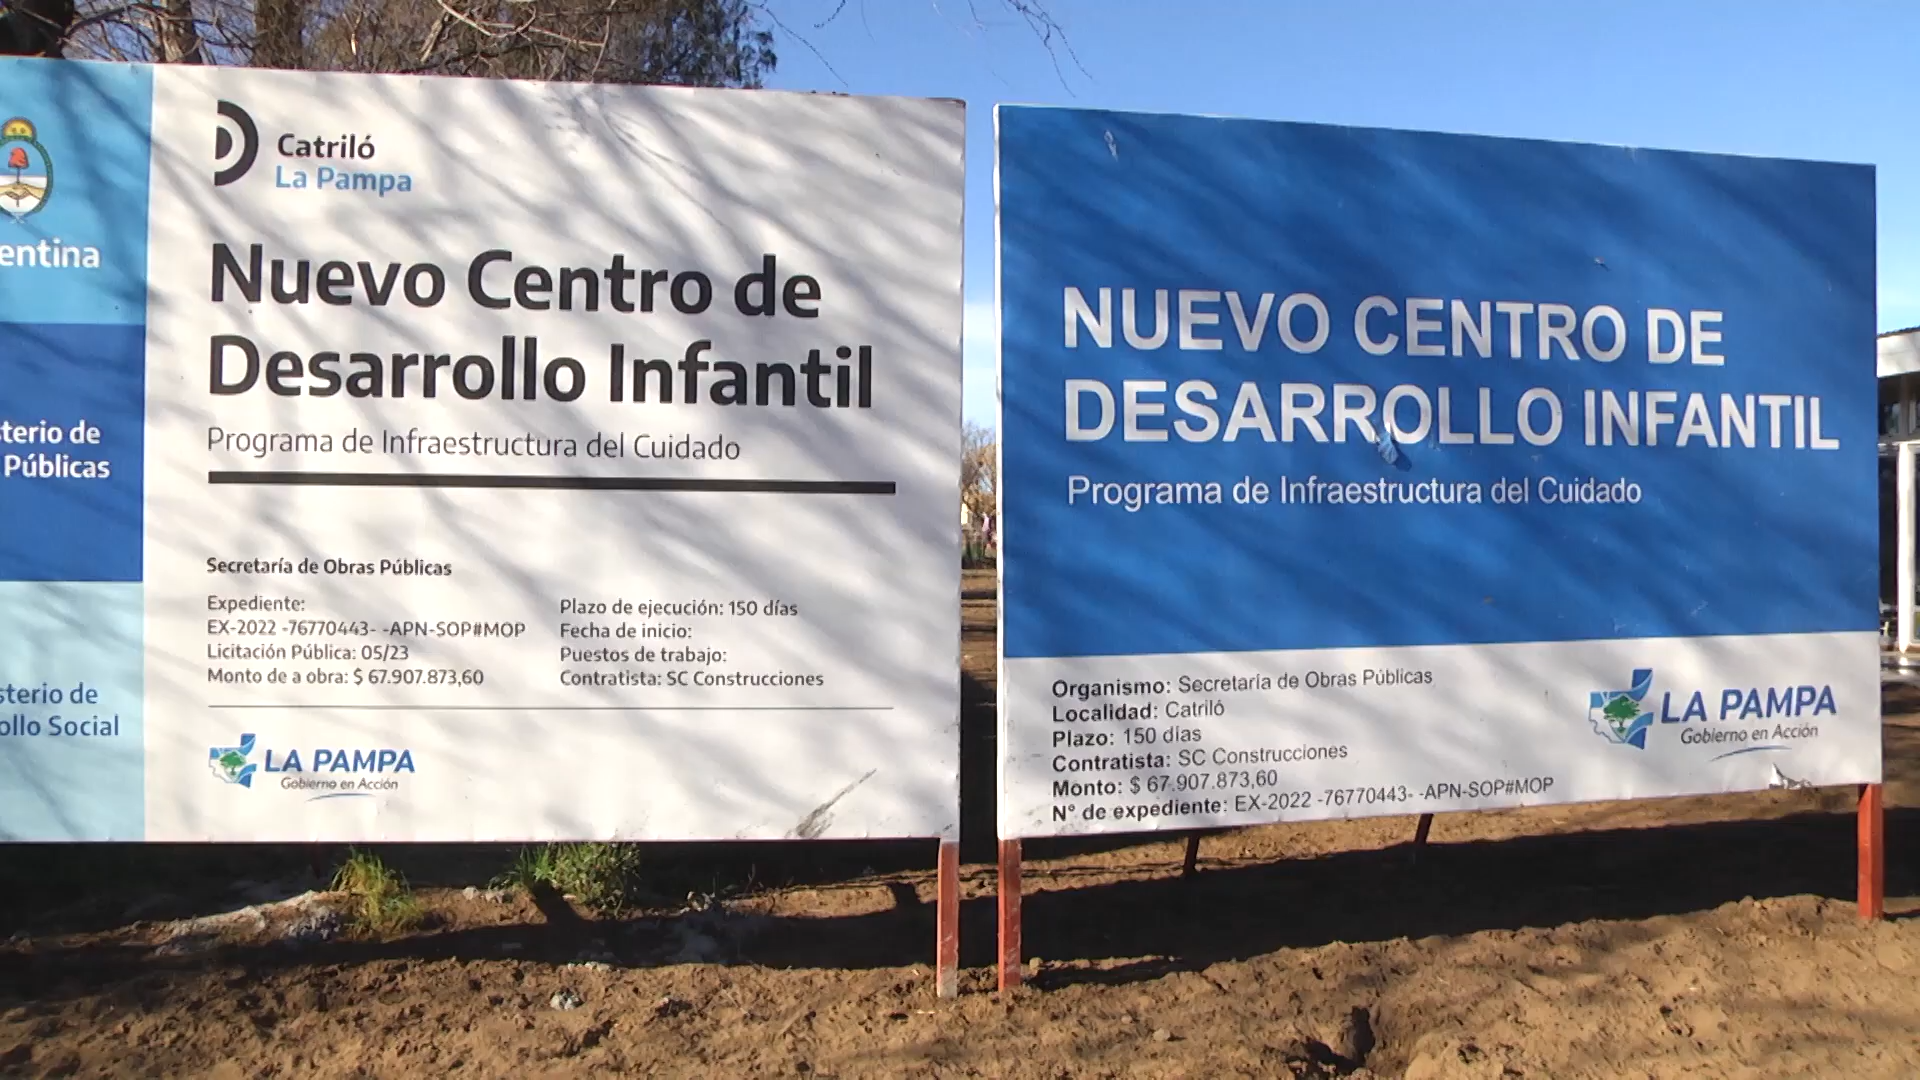 entina
terio de
Públicas
sterio de
ollo Social
Catriló
La Pampa
Nuevo Centro de
Desarrollo Infantil
Programa de Infraestructura del Cuidado
Secretaría de Obras Públicas
Expediente:
EX-2022 -76770443- -APN-SOP#MOP
Licitación Pública: 05/23
Monto de a obra: $ 67.907.873,60
Plazo de ejecución: 150 días
Fecha de inicio:
Puestos de trabajo:
Contratista: SC Construcciones
LA PAMPA
Gobierno en Acción
NUEVO CENTRO DE
DESARROLLO INFANTIL
Programa de Infraestructura del Cuidado
Organismo: Secretaría de Obras Públicas
Localidad: Catriló
Plazo: 150 días
Contratista: SC Construcciones
Monto: $ 67.907.873,60
N° de expediente: EX-2022 -76770443- -APN-SOP#MOP
LA PAMPA
Gobierno en Acción